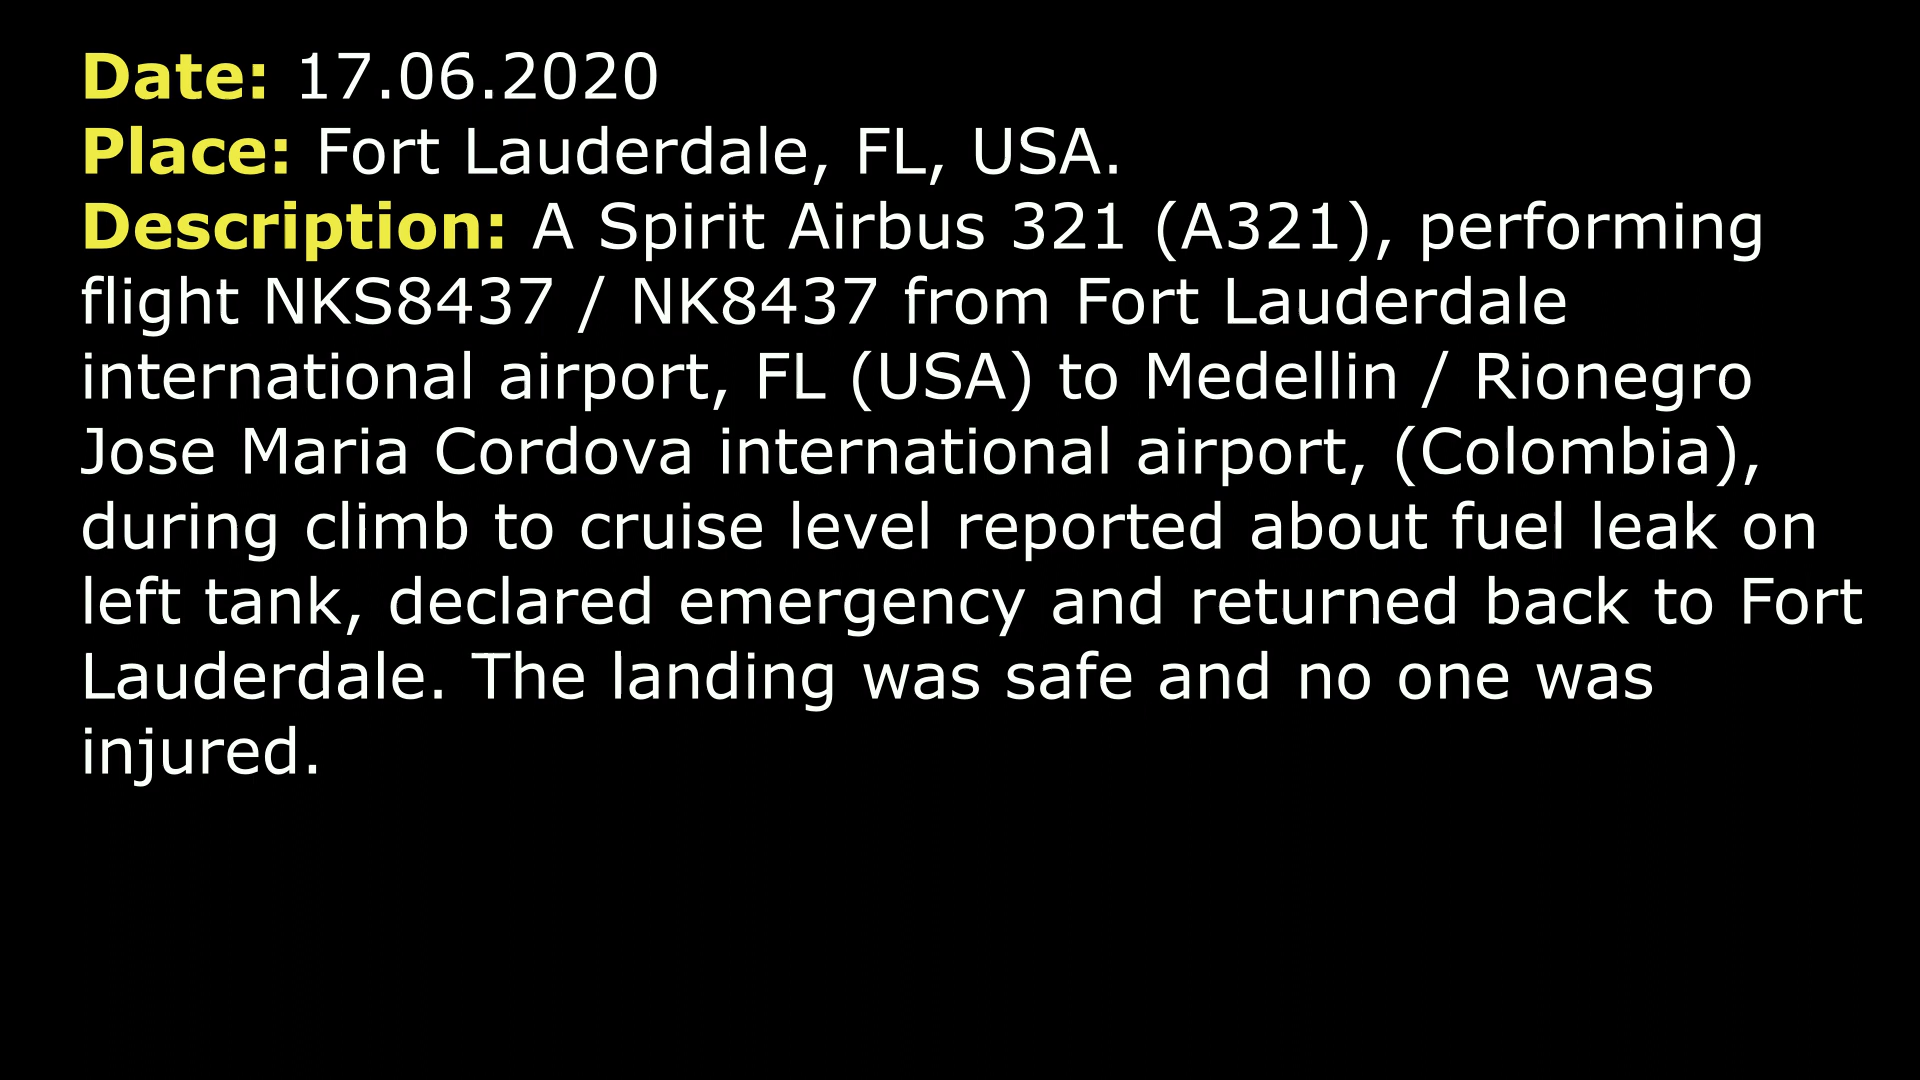 Date: 17.06.2020
Place: Fort Lauderdale, FL, USA.
Description: A Spirit Airbus 321 (A321), performing
flight NKS8437 / NK8437 from Fort Lauderdale
international airport, FL (USA) to Medellin / Rionegro
Jose Maria Cordova international airport, (Colombia),
during climb to cruise level reported about fuel leak on
left tank, declared emergency and returned back to Fort
Lauderdale. The landing was safe and no one was
injured.